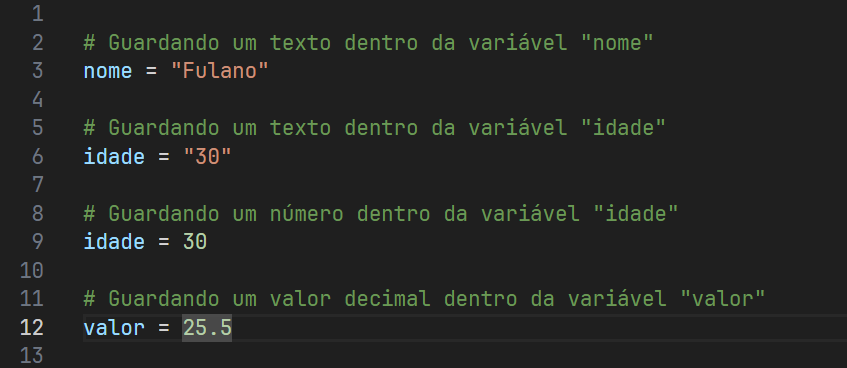 1
2 # Guardando um texto dentro da variável "nome"
3 nome = "Fulano"
4
5 # Guardando um texto dentro da variável "idade"
6 idade = "30"
7
8 # Guardando um número dentro da variável "idade"
9 idade = 30
10
11 # Guardando um valor decimal dentro da variável "valor"
12 valor = 25.5
13